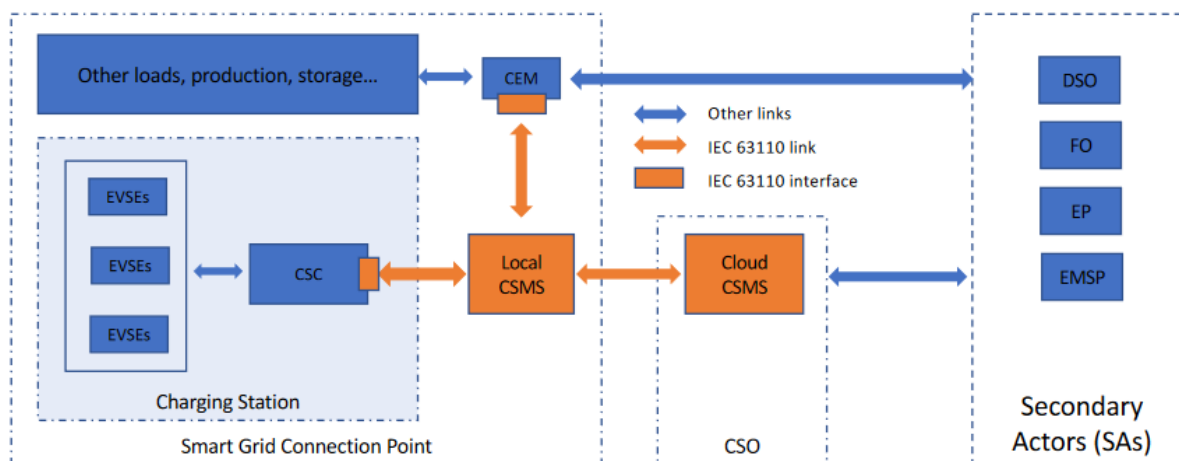 Other loads, production, storage...
CEM
DSO
Other links
IEC 63110 link
IEC 63110 interface
FO
EVSEs
EVSEs
EVSEs
CSC
Local
CSMS
Cloud
CSMS
EP
EMSP
Charging Station
Smart Grid Connection Point
CSO
Secondary
Actors (SAs)